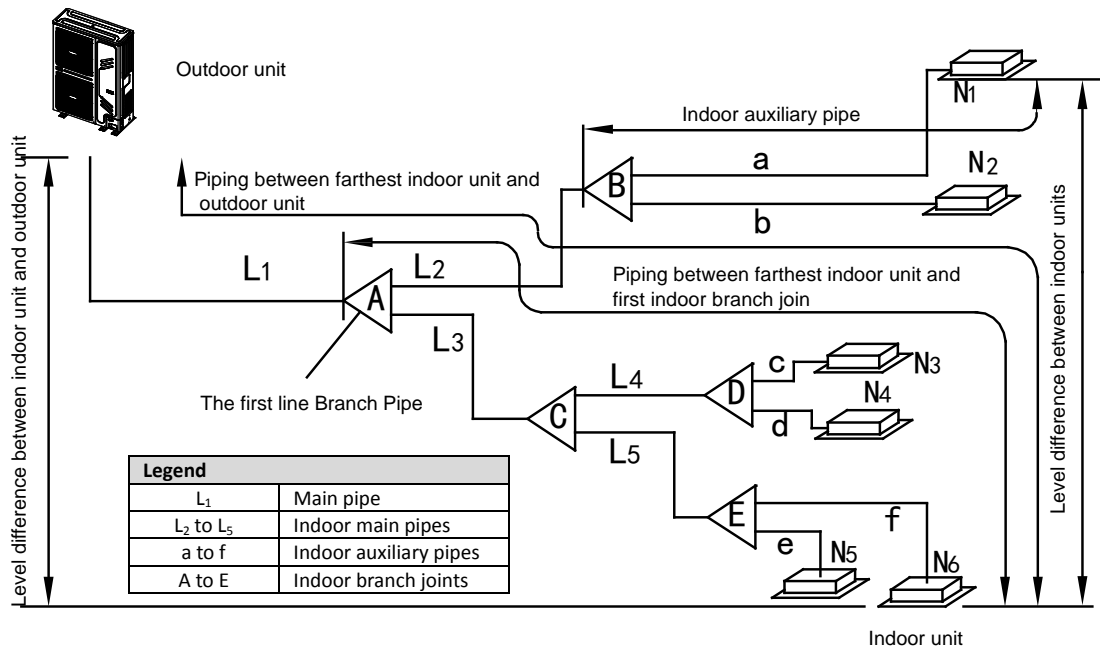 Outdoor unit
N1
Indoor auxiliary pipe
a
N2
B
b
Piping between farthest indoor unit and
outdoor unit
Level difference between indoor unit and outdoor unit
L1
L2
A
Piping between farthest indoor unit and
first indoor branch join
Level difference between indoor units
L3
c
N3
L4
D
N4
The first line Branch Pipe
C
d
L5
Legend
L1 Main pipe
L2 to L5 Indoor main pipes
a to f Indoor auxiliary pipes
A to E Indoor branch joints
E
f
e
N5
N6
Indoor unit